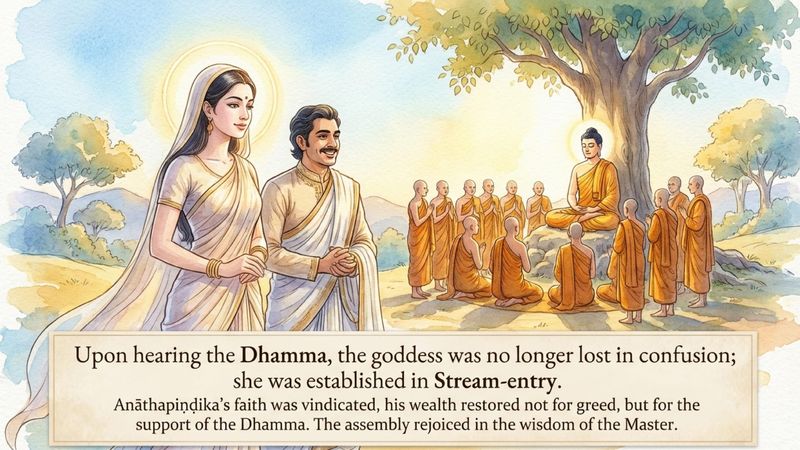 Upon hearing the Dhamma, the goddess was no longer lost in confusion;
she was established in Stream-entry.
Anāthapiṇḍika's faith was vindicated, his wealth restored not for greed, but for the
support of the Dhamma. The assembly rejoiced in the wisdom of the Master.